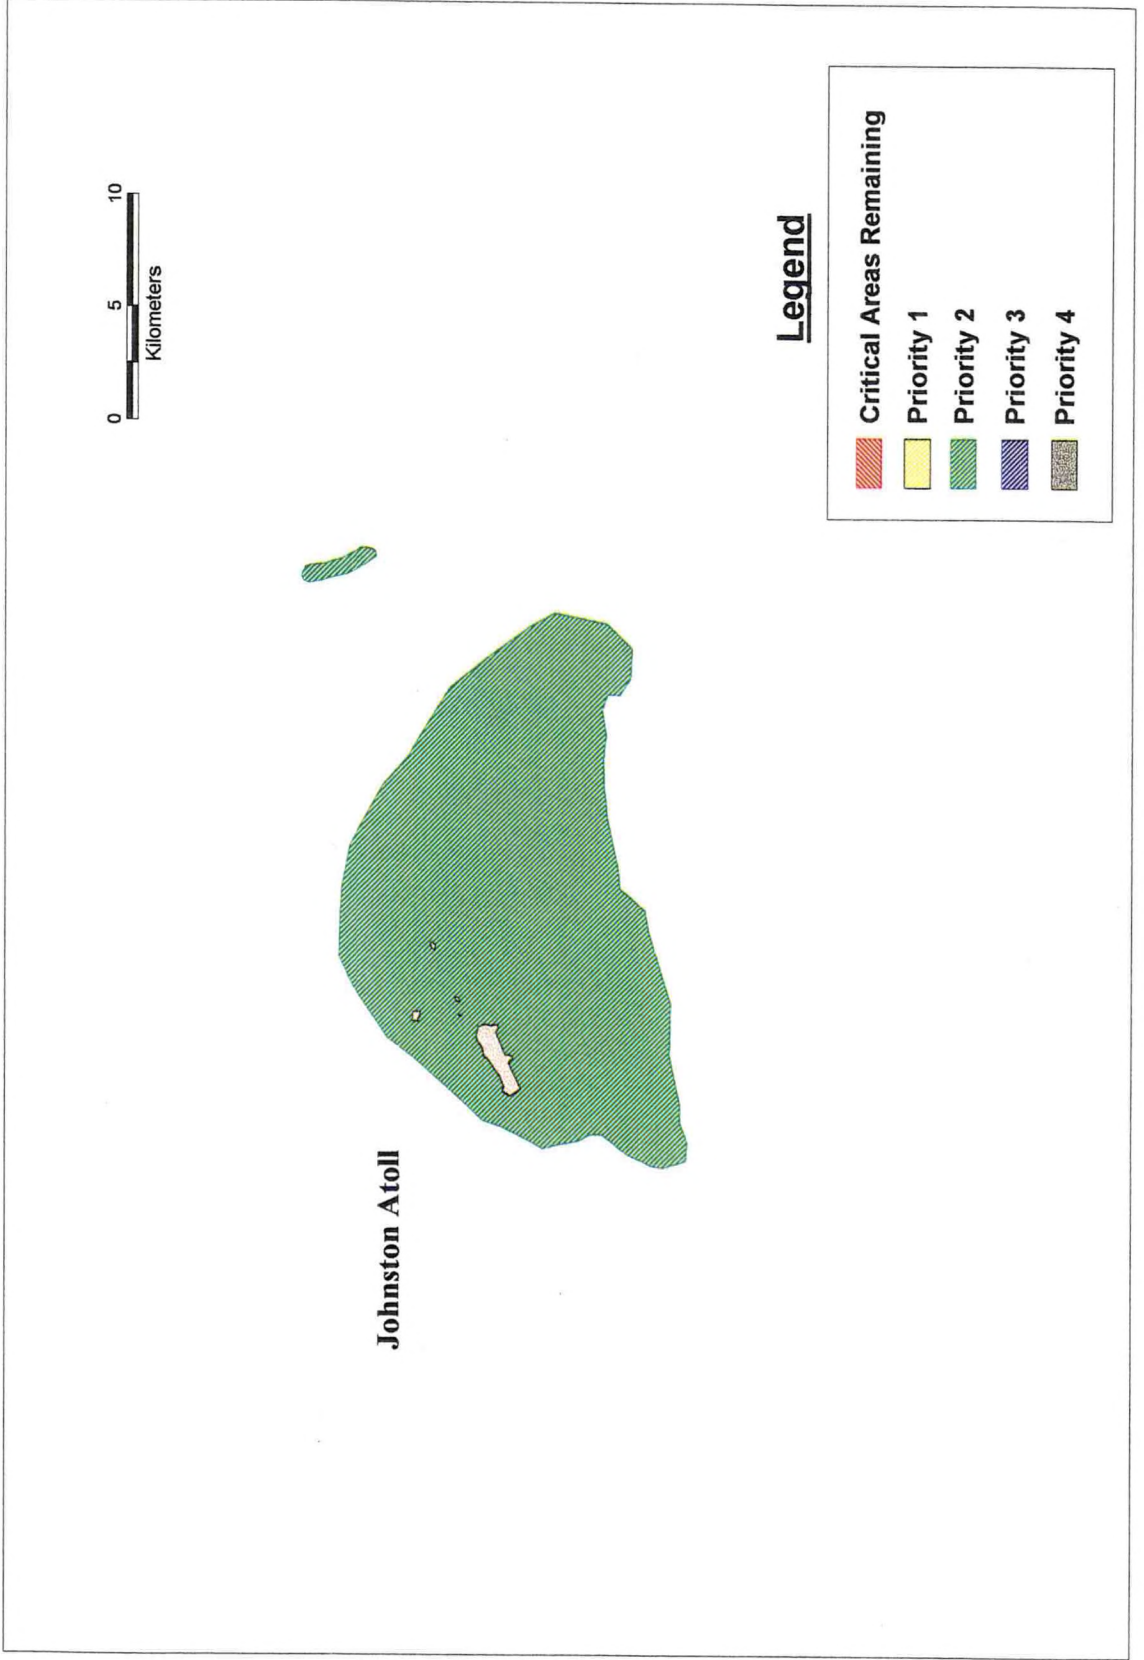 Johnston Atoll
0 5 10
Kilometers
Legend
Critical Areas Remaining
Priority 1
Priority 2
Priority 3
Priority 4